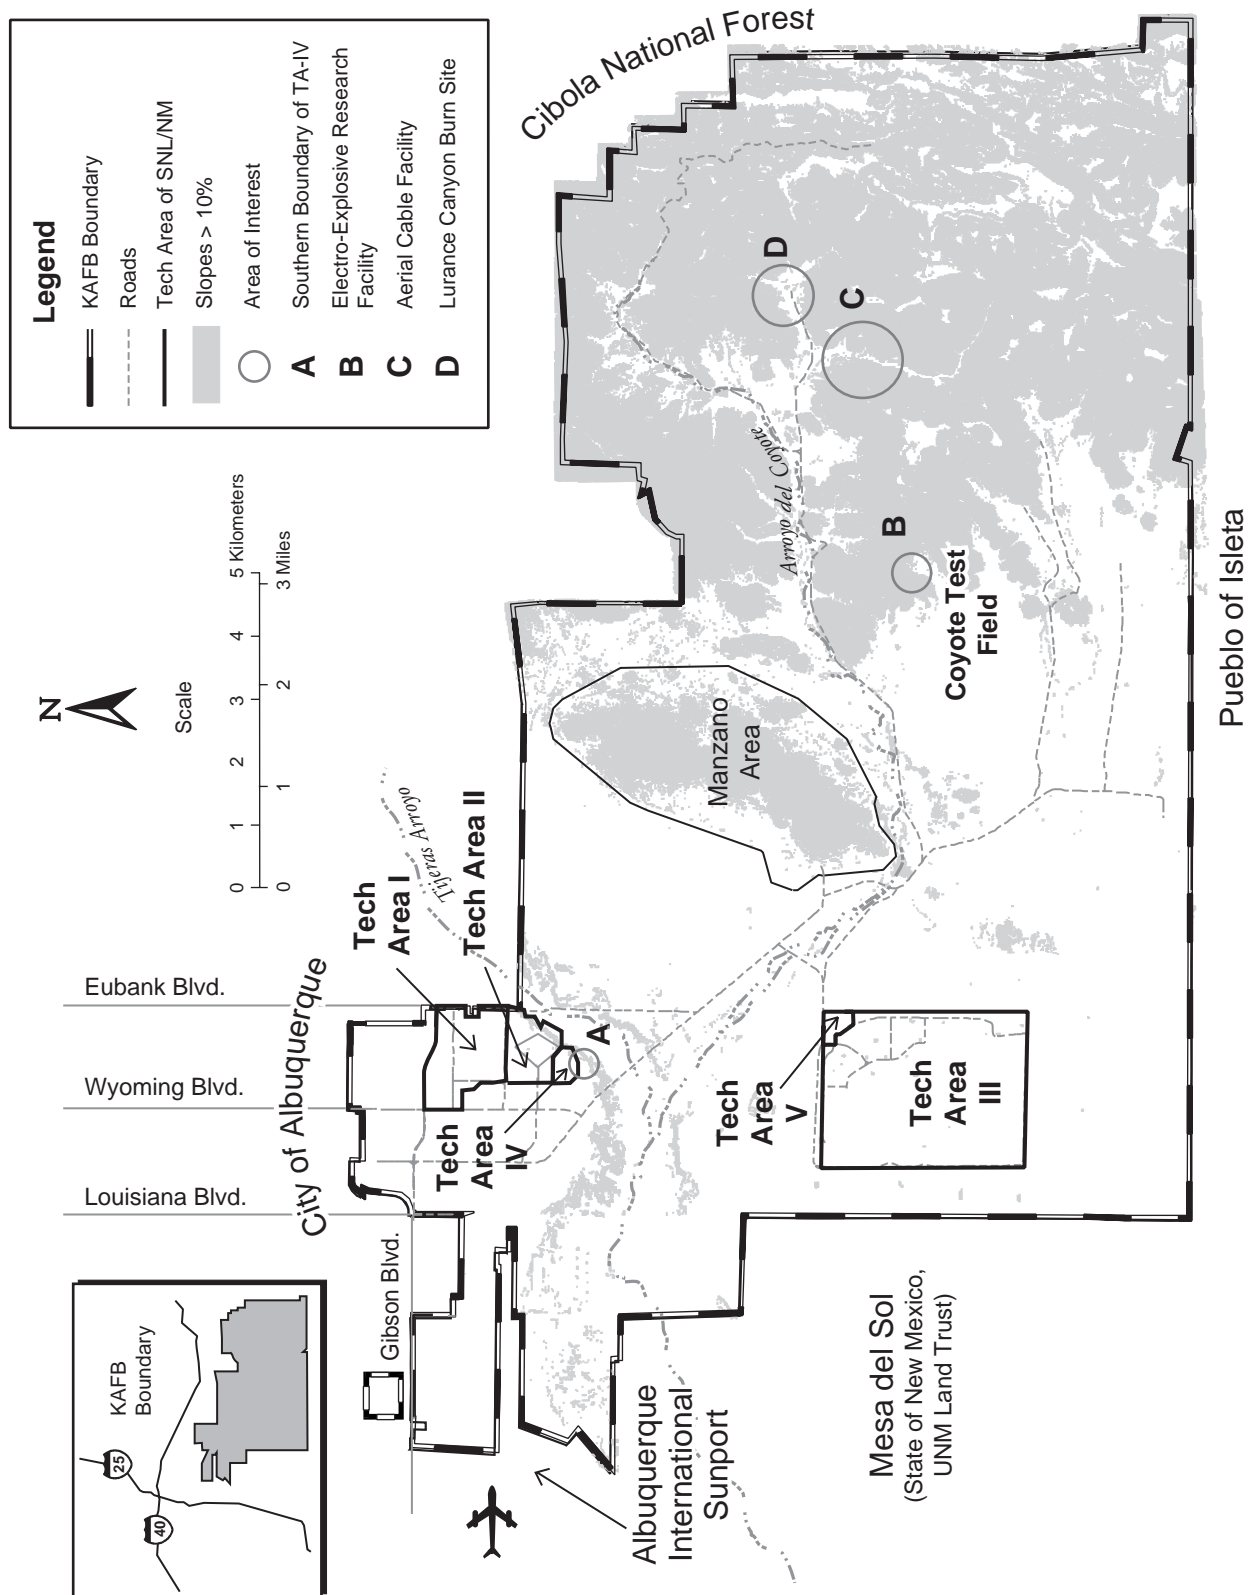 Legend
KAFB Boundary
Roads
Tech Area of SNL/NM
Slopes > 10%
Area of Interest
A Southern Boundary of TA-IV
B Electro-Explosive Research
Facility
C Aerial Cable Facility
D Lurance Canyon Burn Site
N
Scale
0 1 2 3 4 5 Kilometers
0 1 2 3 Miles
KAFB
Boundary
25
40
Cibola National Forest
City of Albuquerque
Eubank Blvd.
Wyoming Blvd.
Louisiana Blvd.
Gibson Blvd.
Tijeras Arroyo
Tech
Area I
Tech Area II
Tech
Area
IV
A
Manzano
Area
Arroyo del Coyote
D
C
B
Coyote Test
Field
Tech
Area
V
Tech
Area
III
Albuquerque
International
Sunport
Mesa del Sol
(State of New Mexico,
UNM Land Trust)
Pueblo of Isleta